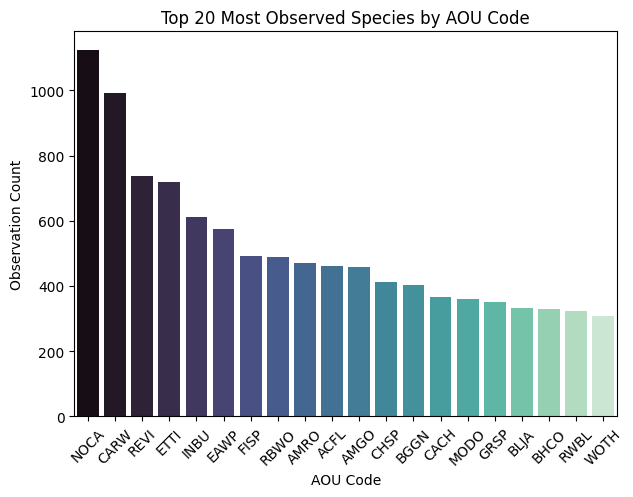 Top 20 Most Observed Species by AOU Code
Observation Count
1000
800
600
400
200
0
NOCA
CARW
REVI
ETTI
INBU
EAWP
FISP
RBWO
AMRO
ACFL
AMGO
CHSP
BGGN
CACH
MODO
GRSP
BLJA
BHCO
RWBL
WOTH
AOU Code